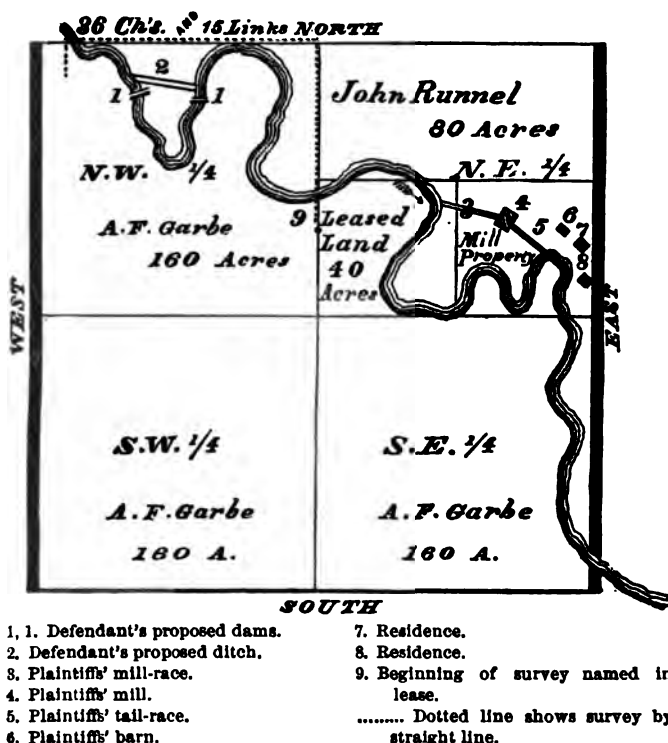 36 Ch's. AND 15 Links NORTH
2
1 1
John Runnel
80 Acres
N.W. 1/4
N.E. 1/4
A.F. Garbe
160 Acres
9 Leased
Land
40
Acres
3 4
5 6
7
8
Mill
Property
WEST
EAST
S.W. 1/4
S.E. 1/4
A.F. Garbe
A.F. Garbe
160 A.
160 A.
SOUTH
1, 1. Defendant's proposed dams.
2. Defendant's proposed ditch.
3. Plaintiffs' mill-race.
4. Plaintiffs' mill.
5. Plaintiffs' tail-race.
6. Plaintiffs' barn.
7. Residence.
8. Residence.
9. Beginning of survey named in
lease.
......... Dotted line shows survey by
straight line.